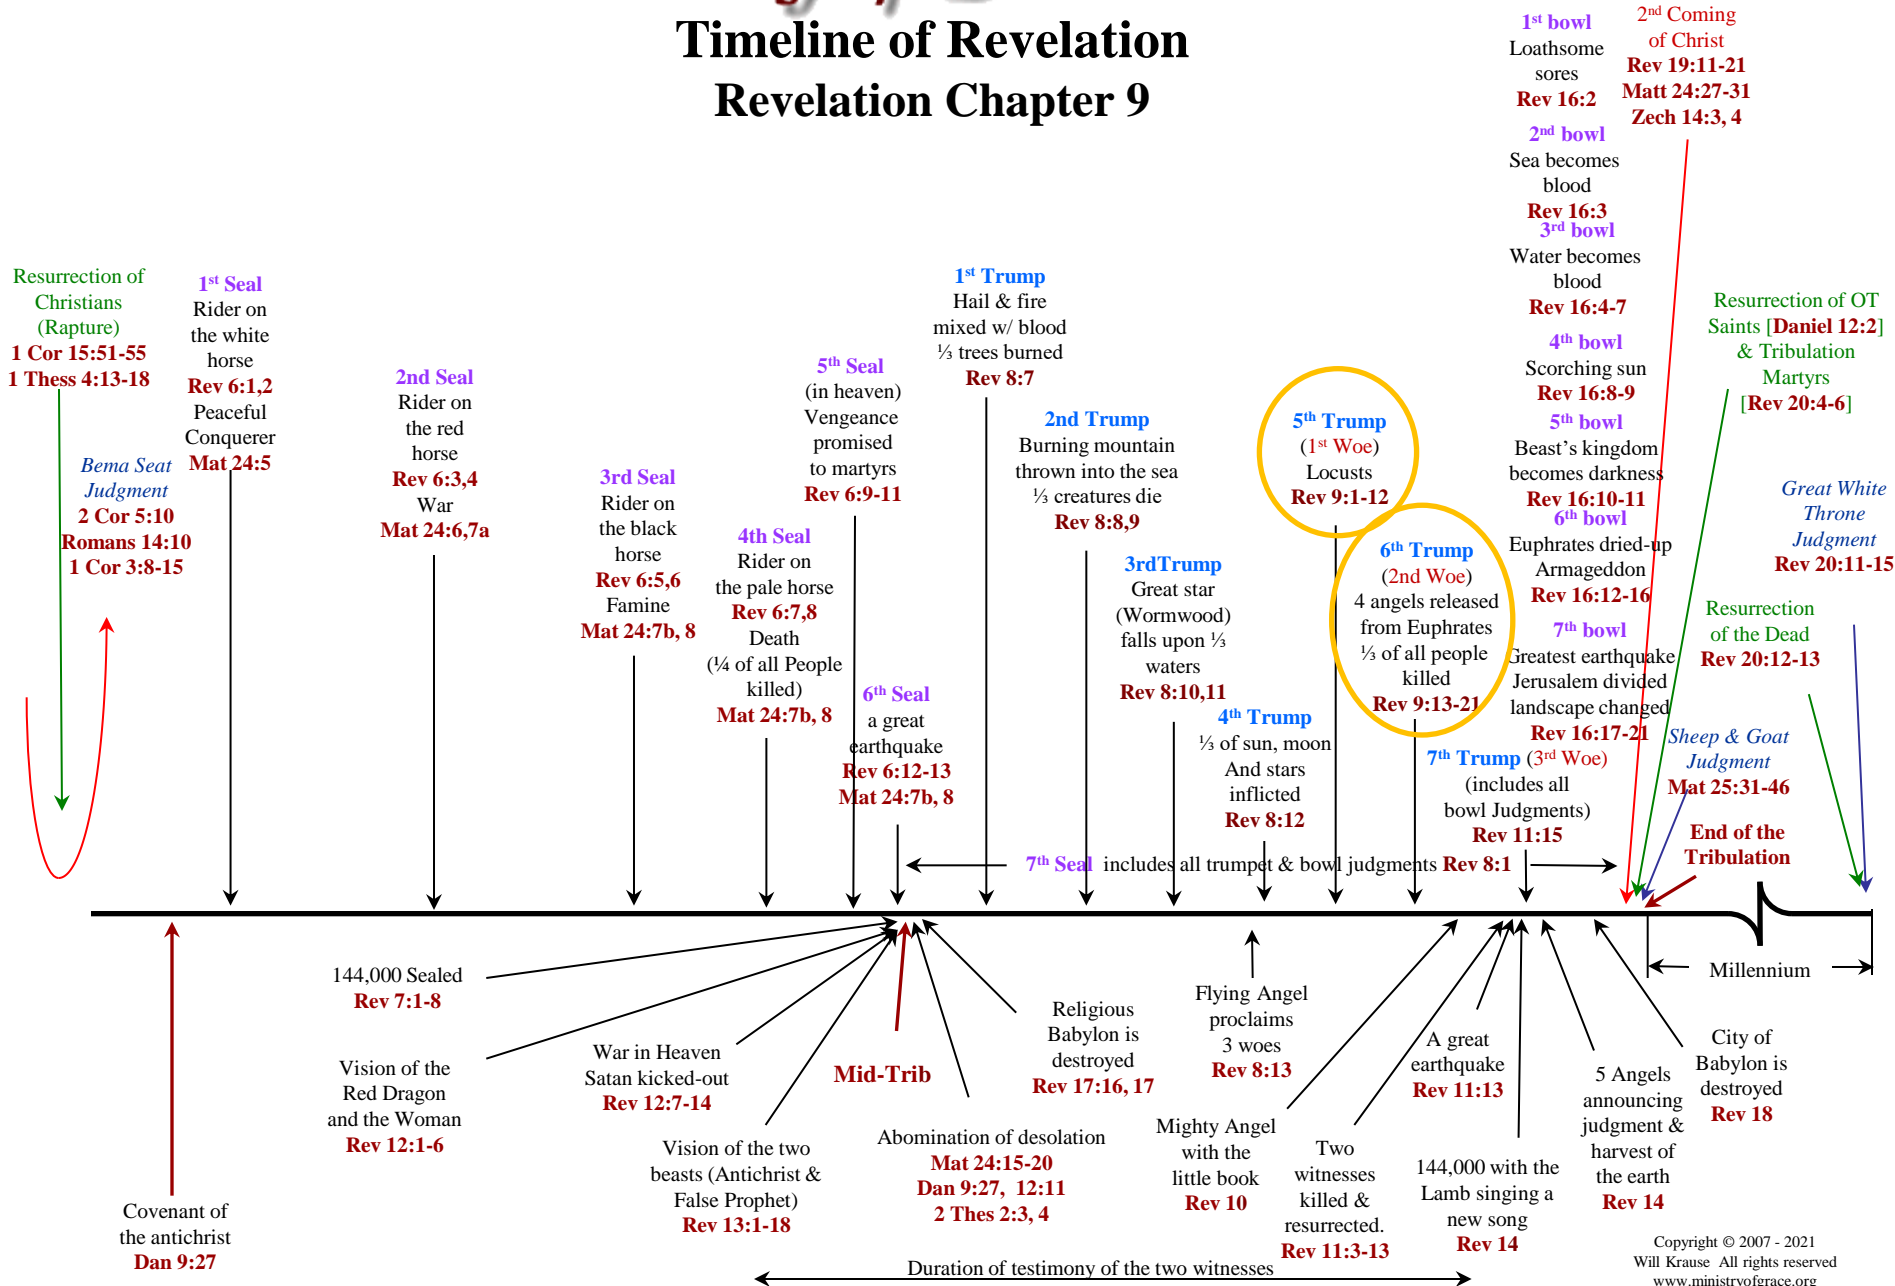 Timeline of Revelation
Revelation Chapter 9
Resurrection of
Christians
(Rapture)
1 Cor 15:51-55
1 Thess 4:13-18
Bema Seat
Judgment
2 Cor 5:10
Romans 14:10
1 Cor 3:8-15
1st Seal
Rider on
the white
horse
Rev 6:1,2
Peaceful
Conquerer
Mat 24:5
2nd Seal
Rider on
the red
horse
Rev 6:3,4
War
Mat 24:6,7a
3rd Seal
Rider on
the black
horse
Rev 6:5,6
Famine
Mat 24:7b, 8
4th Seal
Rider on
the pale horse
Rev 6:7,8
Death
(¼ of all People
killed)
Mat 24:7b, 8
5th Seal
(in heaven)
Vengeance
promised
to martyrs
Rev 6:9-11
6th Seal
a great
earthquake
Rev 6:12-13
Mat 24:7b, 8
1st Trump
Hail & fire
mixed w/ blood
⅓ trees burned
Rev 8:7
2nd Trump
Burning mountain
thrown into the sea
⅓ creatures die
Rev 8:8,9
3rdTrump
Great star
(Wormwood)
falls upon ⅓
waters
Rev 8:10,11
4th Trump
⅓ of sun, moon
And stars
inflicted
Rev 8:12
5th Trump
(1st Woe)
Locusts
Rev 9:1-12
6th Trump
(2nd Woe)
4 angels released
from Euphrates
⅓ of all people
killed
Rev 9:13-21
7th Trump (3rd Woe)
(includes all
bowl Judgments)
Rev 11:15
7th Seal includes all trumpet & bowl judgments Rev 8:1
1st bowl
Loathsome
sores
Rev 16:2
2nd bowl
Sea becomes
blood
Rev 16:3
3rd bowl
Water becomes
blood
Rev 16:4-7
4th bowl
Scorching sun
Rev 16:8-9
5th bowl
Beast's kingdom
becomes darkness
Rev 16:10-11
6th bowl
Euphrates dried-up
Armageddon
Rev 16:12-16
7th bowl
Greatest earthquake
Jerusalem divided
landscape changed
Rev 16:17-21
2nd Coming
of Christ
Rev 19:11-21
Matt 24:27-31
Zech 14:3, 4
Resurrection of OT
Saints [Daniel 12:2]
& Tribulation
Martyrs
[Rev 20:4-6]
Great White
Throne
Judgment
Rev 20:11-15
Resurrection
of the Dead
Rev 20:12-13
Sheep & Goat
Judgment
Mat 25:31-46
End of the
Tribulation
Millennium
Covenant of
the antichrist
Dan 9:27
144,000 Sealed
Rev 7:1-8
Vision of the
Red Dragon
and the Woman
Rev 12:1-6
War in Heaven
Satan kicked-out
Rev 12:7-14
Vision of the two
beasts (Antichrist &
False Prophet)
Rev 13:1-18
Mid-Trib
Abomination of desolation
Mat 24:15-20
Dan 9:27, 12:11
2 Thes 2:3, 4
Religious
Babylon is
destroyed
Rev 17:16, 17
Flying Angel
proclaims
3 woes
Rev 8:13
Mighty Angel
with the
little book
Rev 10
Two
witnesses
killed &
resurrected.
Rev 11:3-13
A great
earthquake
Rev 11:13
144,000 with the
Lamb singing a
new song
Rev 14
5 Angels
announcing
judgment &
harvest of
the earth
Rev 14
City of
Babylon is
destroyed
Rev 18
Duration of testimony of the two witnesses
Copyright © 2007 - 2021
Will Krause All rights reserved
www.ministryofgrace.org